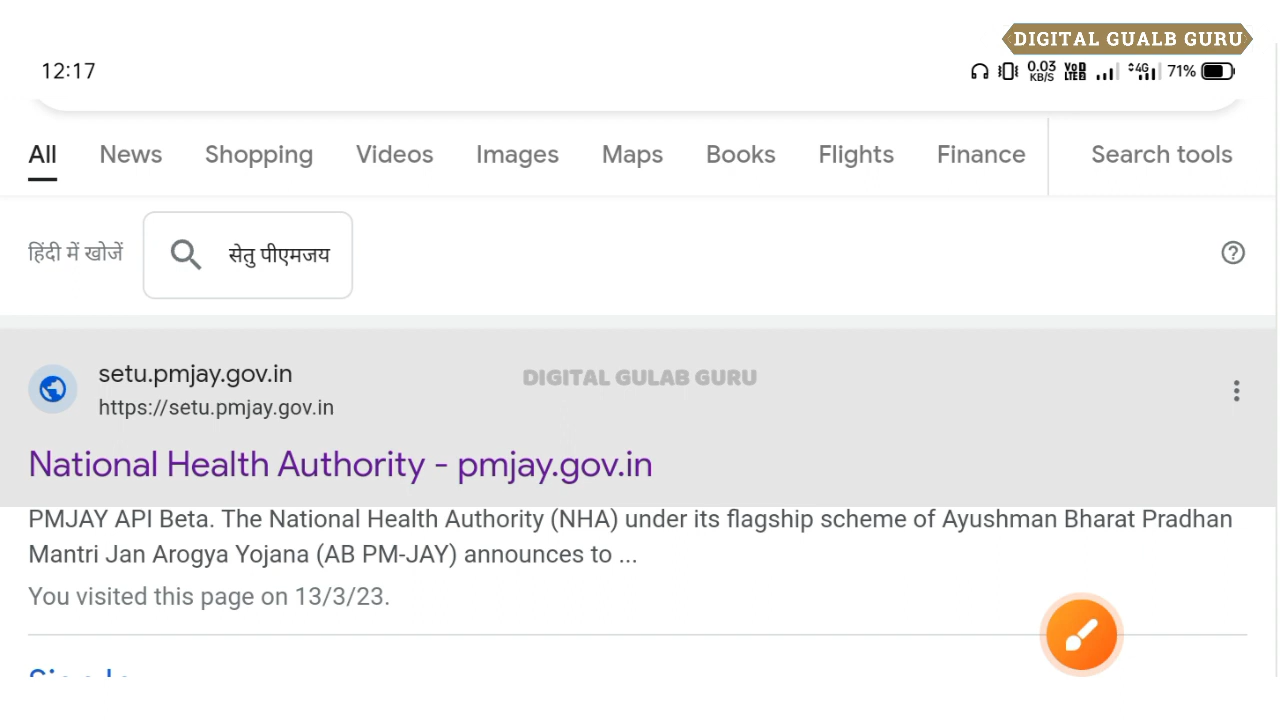 DIGITAL GUALB GURU
12:17
0.03 KB/S VoD LTE 4G 71%
All News Shopping Videos Images Maps Books Flights Finance Search tools
हिंदी में खोजें सेतु पीएमजय
setu.pmjay.gov.in
DIGITAL GULAB GURU
https://setu.pmjay.gov.in
National Health Authority - pmjay.gov.in
PMJAY API Beta. The National Health Authority (NHA) under its flagship scheme of Ayushman Bharat Pradhan
Mantri Jan Arogya Yojana (AB PM-JAY) announces to ...
You visited this page on 13/3/23.